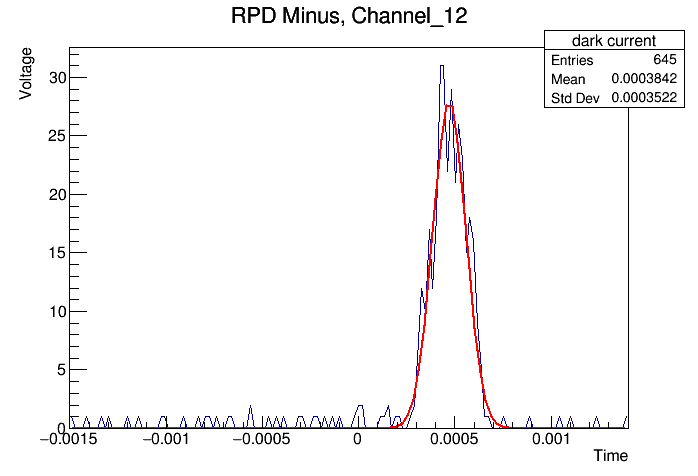 RPD Minus, Channel_12
dark current
Entries 645
Mean 0.0003842
Std Dev 0.0003522
Voltage
30
25
20
15
10
5
0
−0.0015 −0.001 −0.0005 0 0.0005 0.001
Time